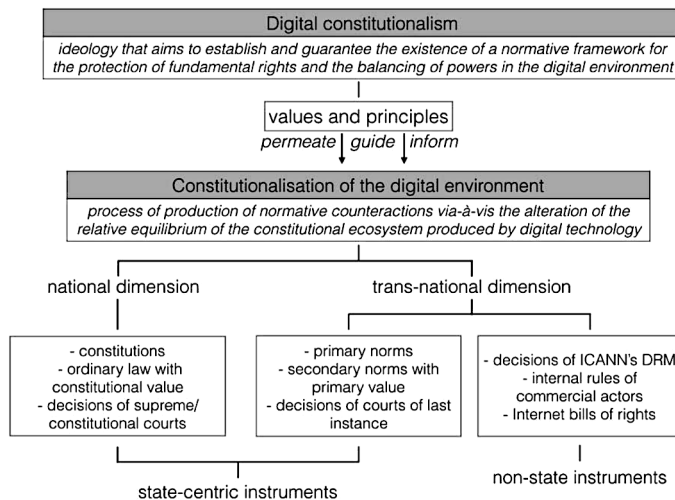 Digital constitutionalism
ideology that aims to establish and guarantee the existence of a normative framework for
the protection of fundamental rights and the balancing of powers in the digital environment
values and principles
permeate guide inform
Constitutionalisation of the digital environment
process of production of normative counteractions via-à-vis the alteration of the
relative equilibrium of the constitutional ecosystem produced by digital technology
national dimension
trans-national dimension
- constitutions
- ordinary law with
constitutional value
- decisions of supreme/
constitutional courts
- primary norms
- secondary norms with
primary value
- decisions of courts of last
instance
- decisions of ICANN's DRM
- internal rules of
commercial actors
- Internet bills of rights
state-centric instruments
non-state instruments